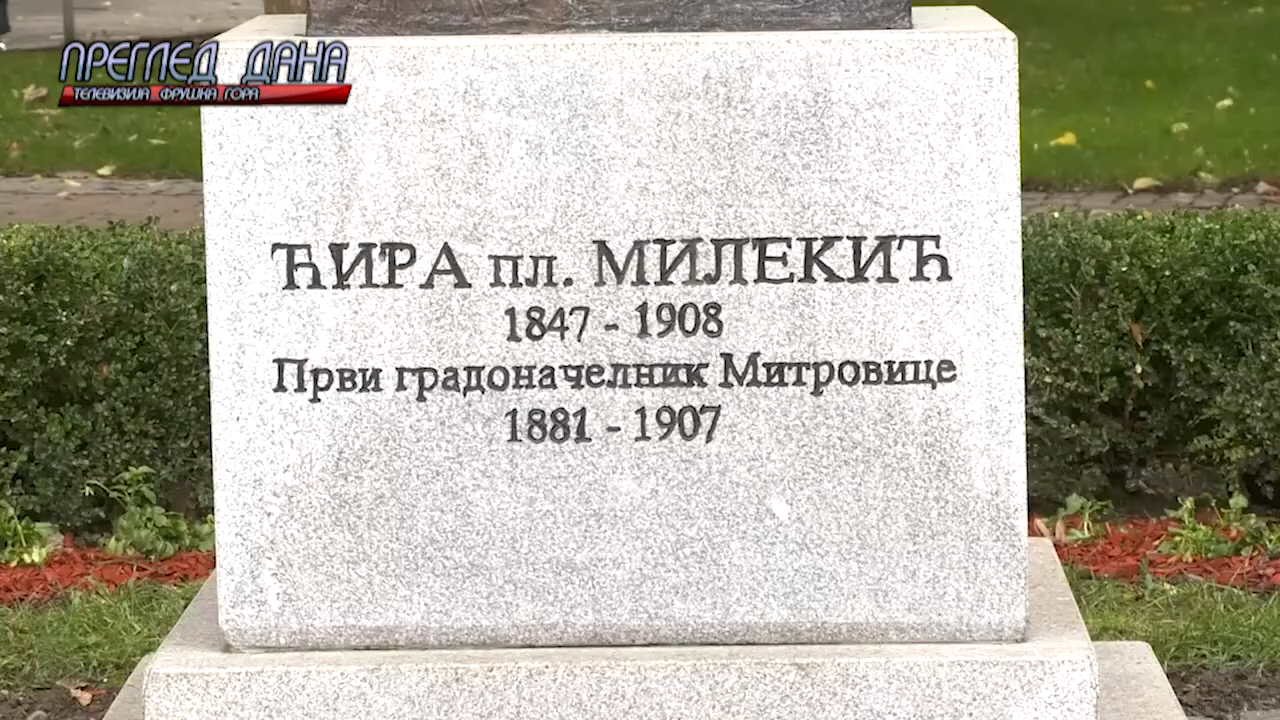 ПРЕГЛЕД ДАНА
ТЕЛЕВИЗИЈА ФРУШКА ГОРА
ЋИРА пл. МИЛЕКИЋ
1847 - 1908
Први градоначелник Митровице
1881 - 1907